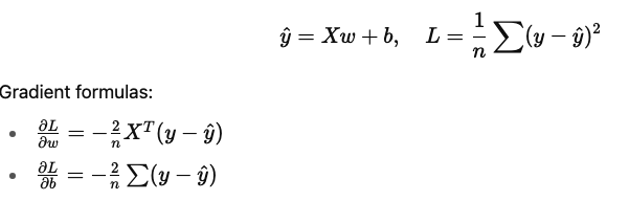 ŷ = Xw + b,   L = 1/n ∑(y − ŷ)²
Gradient formulas:
• ∂L/∂w = −2/n Xᵀ(y − ŷ)
• ∂L/∂b = −2/n ∑(y − ŷ)